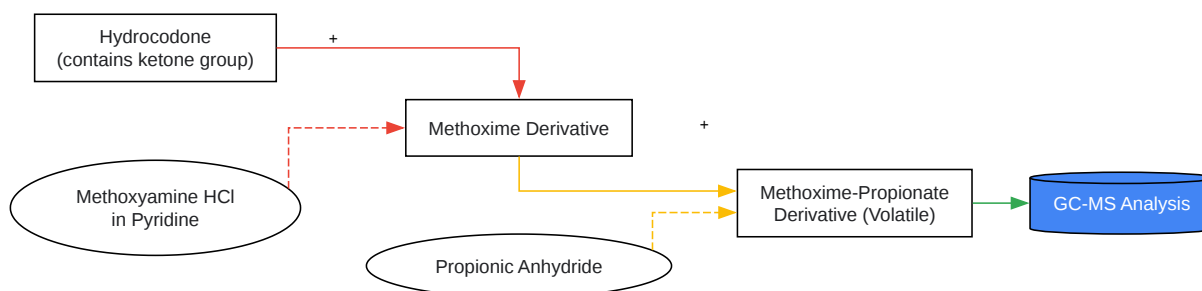 Hydrocodone
(contains ketone group)
+
Methoxime Derivative
+
Methoxyamine HCl
in Pyridine
Methoxime-Propionate
Derivative (Volatile)
GC-MS Analysis
Propionic Anhydride